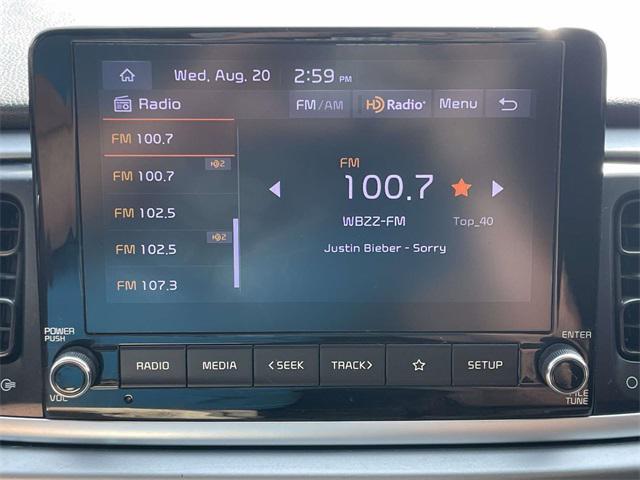 Wed, Aug. 20 2:59 PM
Radio FM/AM HD Radio Menu
FM 100.7
FM 100.7 HD2
FM 102.5
FM 102.5 HD2
FM 107.3
FM
100.7
WBZZ-FM Top_40
Justin Bieber - Sorry
POWER
PUSH
VOL
RADIO MEDIA <SEEK TRACK> SETUP
ENTER
TUNE